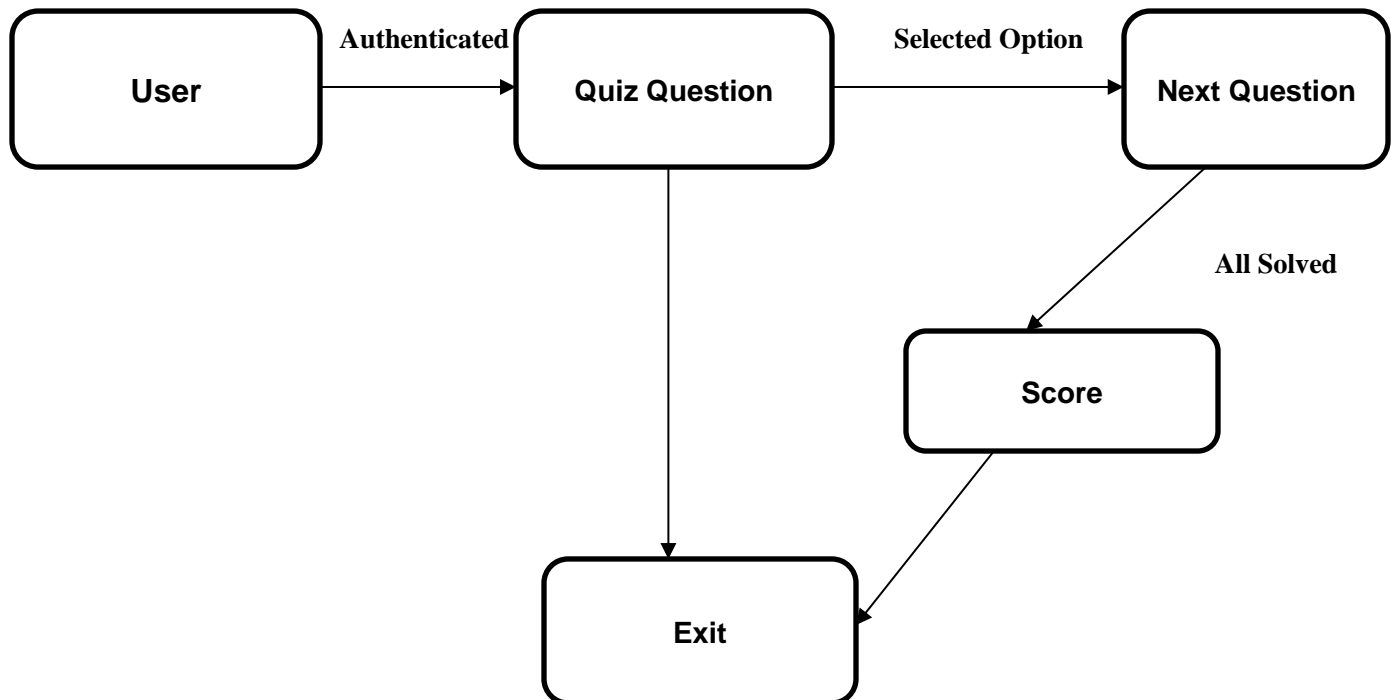 Authenticated
Selected Option
User
Quiz Question
Next Question
All Solved
Score
Exit